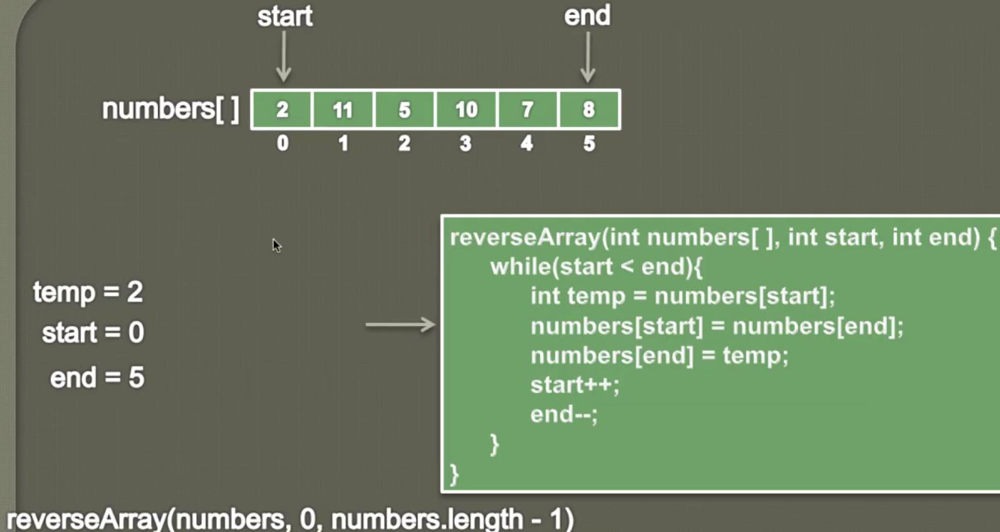 start end
numbers[ ] 2 11 5 10 7 8
0 1 2 3 4 5
reverseArray(int numbers[ ], int start, int end) {
while(start < end){
int temp = numbers[start];
numbers[start] = numbers[end];
numbers[end] = temp;
start++;
end--;
}
}
temp = 2
start = 0
end = 5
reverseArray(numbers, 0, numbers.length - 1)